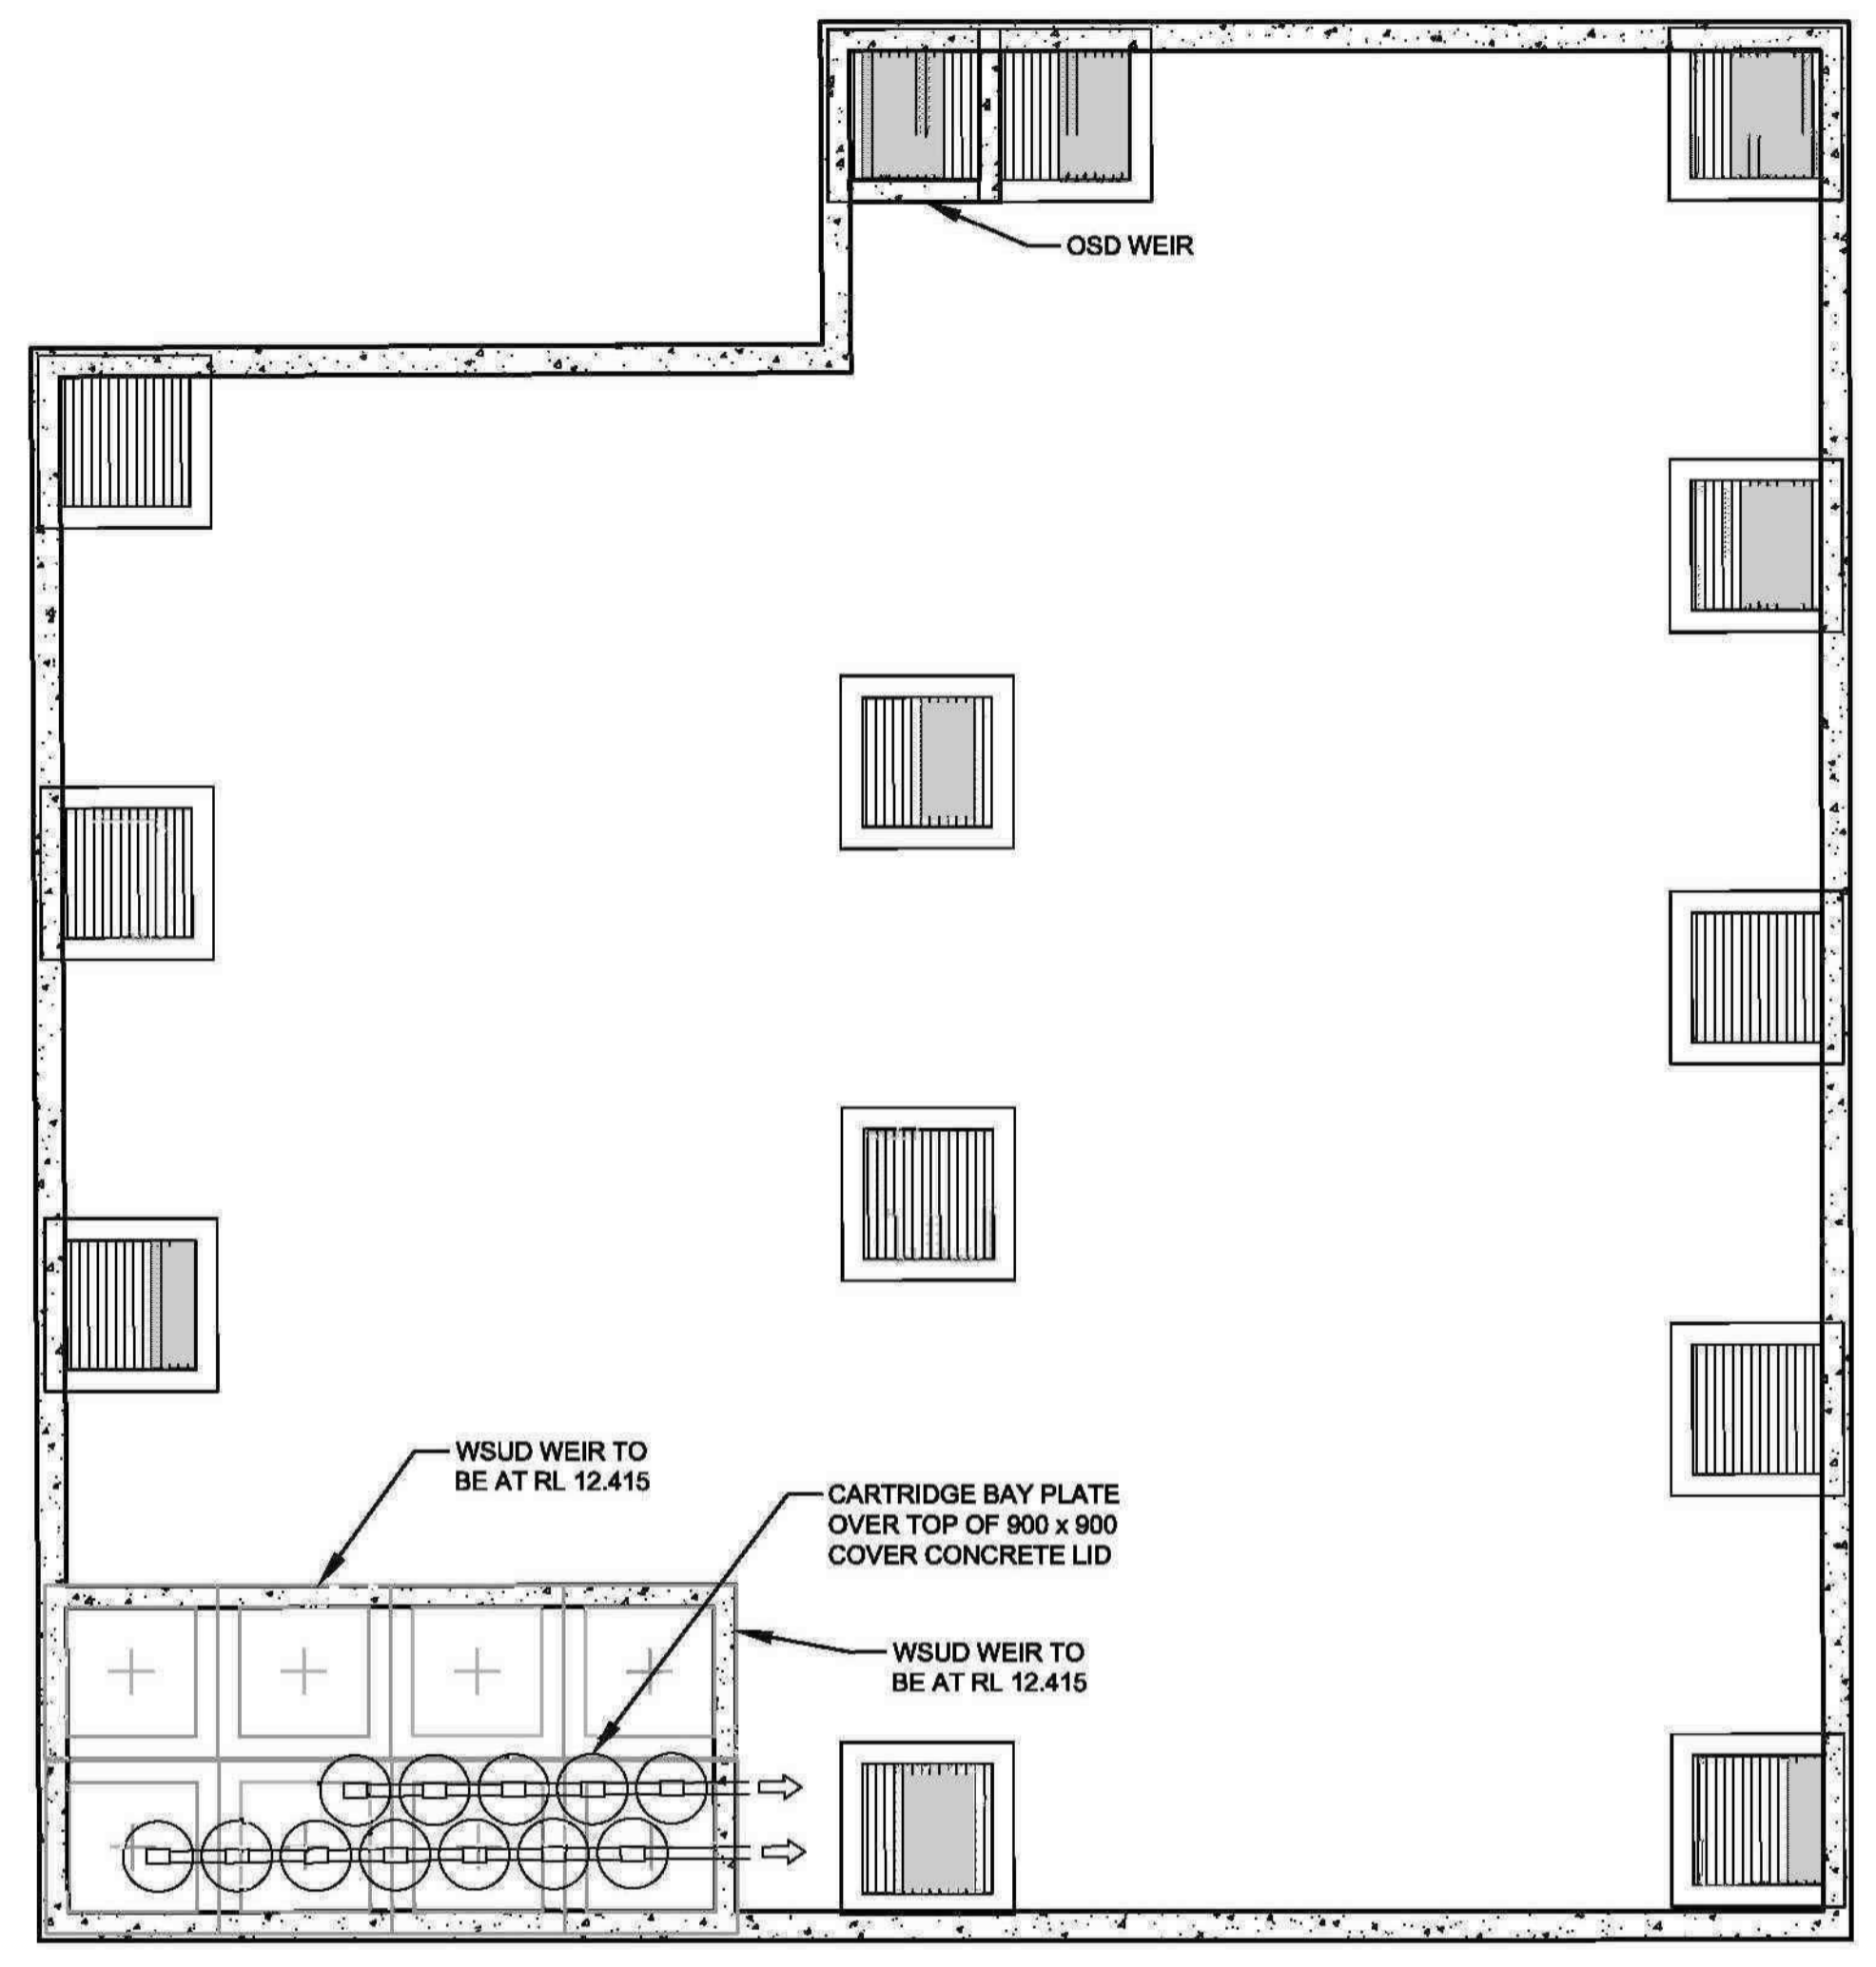 OSD WEIR
WSUD WEIR TO
BE AT RL 12.415
CARTRIDGE BAY PLATE
OVER TOP OF 900 x 900
COVER CONCRETE LID
WSUD WEIR TO
BE AT RL 12.415